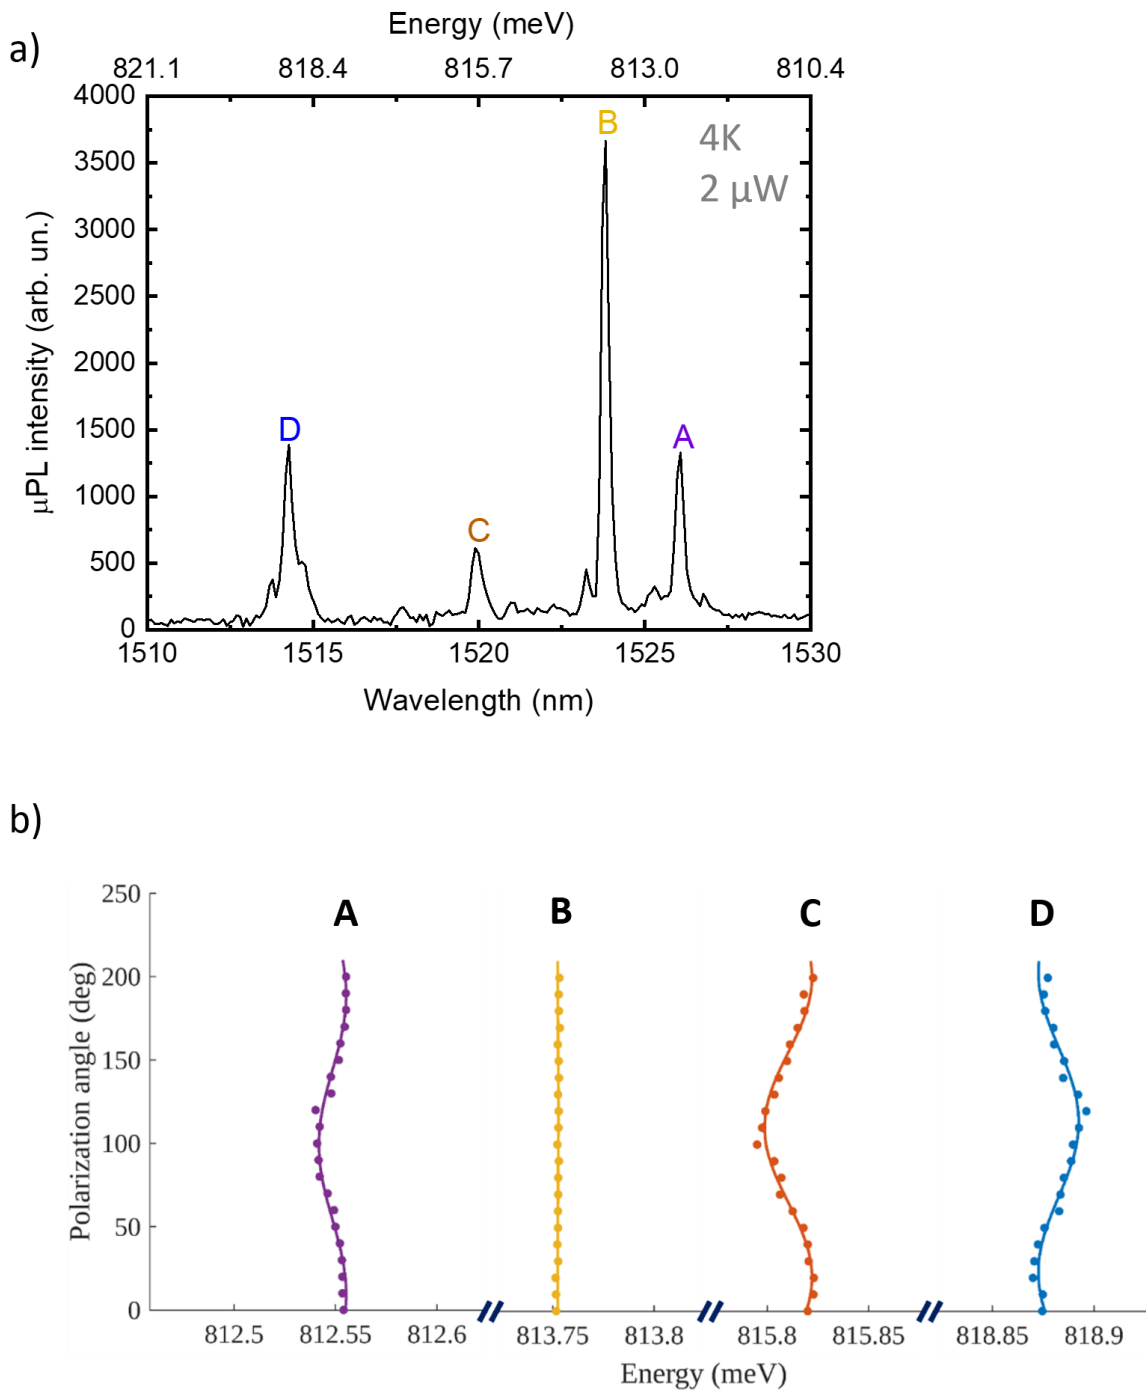 a)
Energy (meV)
821.1 818.4 815.7 813.0 810.4
4000
3500
3000
2500
2000
1500
1000
500
0
μPL intensity (arb. un.)
B
4K
2 μW
D
A
C
1510 1515 1520 1525 1530
Wavelength (nm)
b)
250
200
150
100
50
0
Polarization angle (deg)
A B C D
812.5 812.55 812.6 813.75 813.8 815.8 815.85 818.85 818.9
Energy (meV)